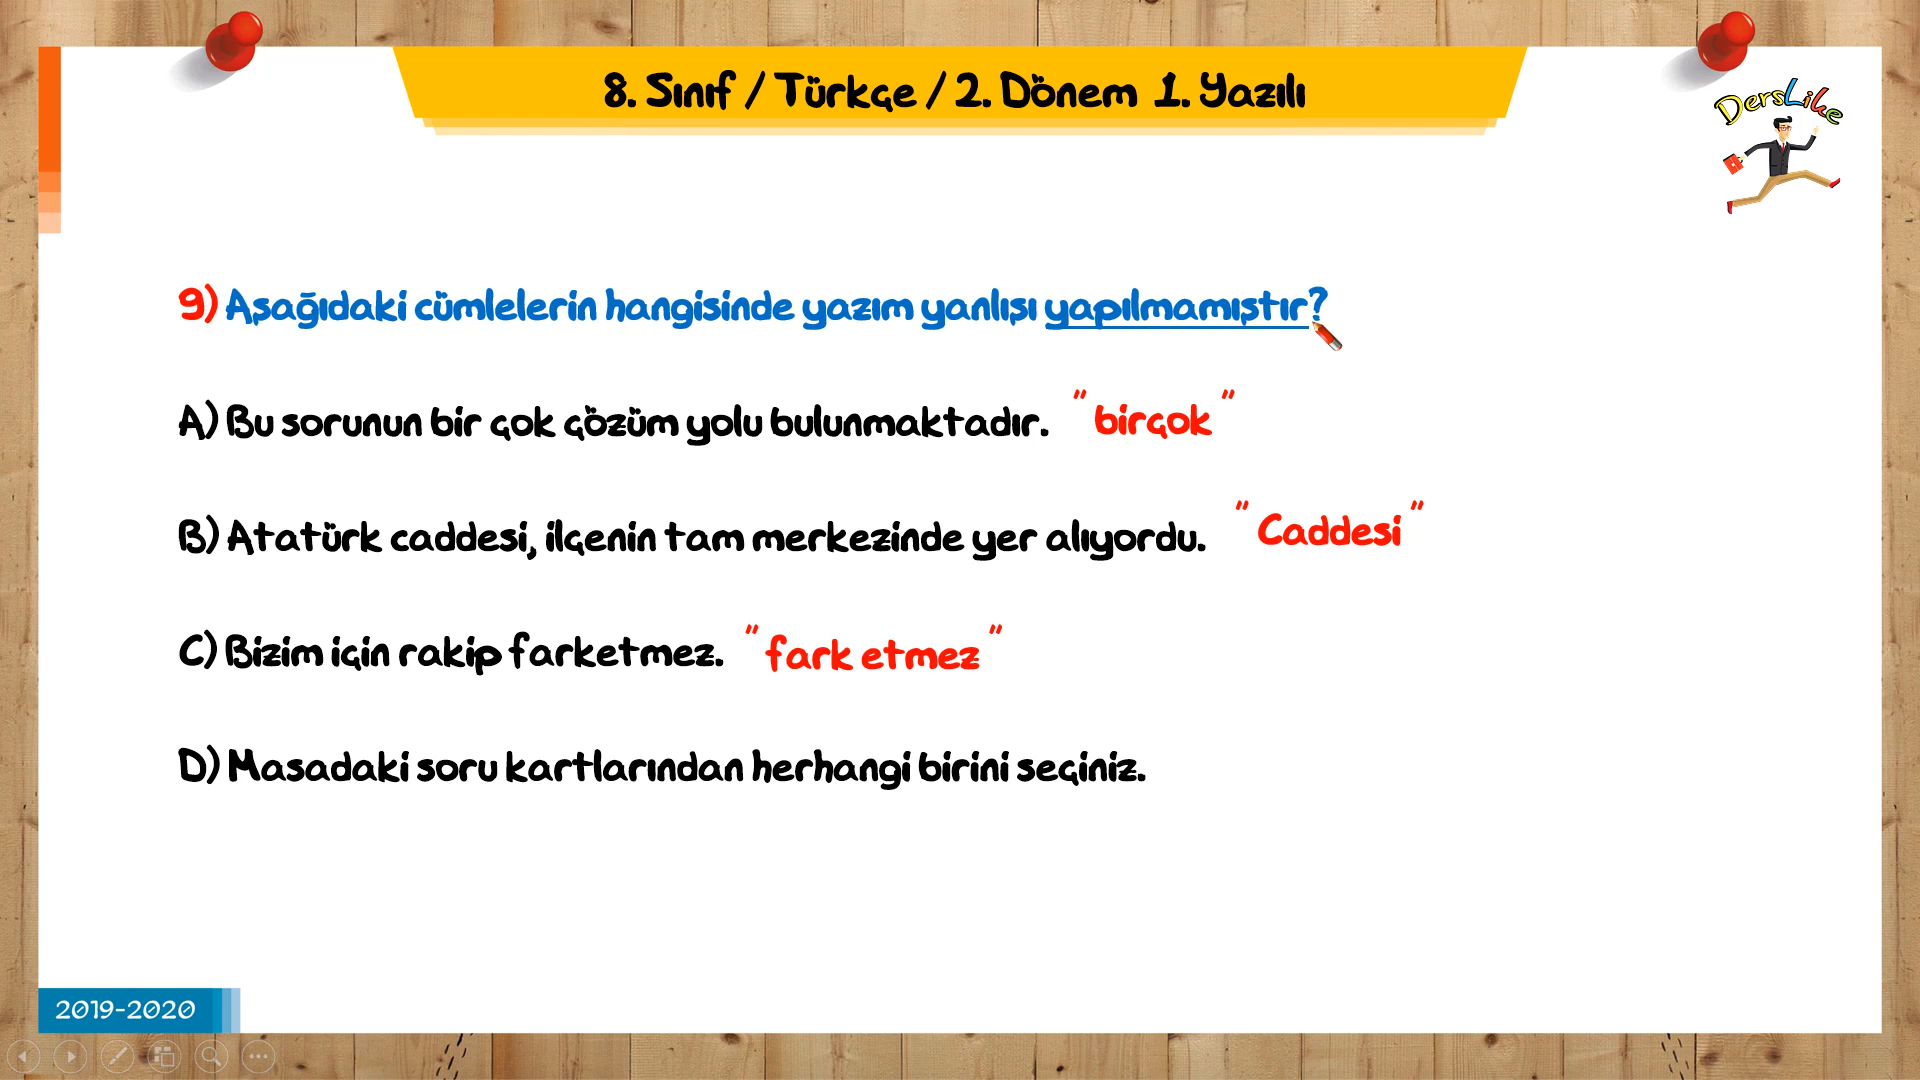 8. Sınıf / Türkçe / 2. Dönem 1. Yazılı
DersLike
9) Aşağıdaki cümlelerin hangisinde yazım yanlışı yapılmamıştır?
A) Bu sorunun bir çok çözüm yolu bulunmaktadır. "birçok"
B) Atatürk caddesi, ilçenin tam merkezinde yer alıyordu. "Caddesi"
C) Bizim için rakip farketmez. "fark etmez"
D) Masadaki soru kartlarından herhangi birini seçiniz.
2019-2020